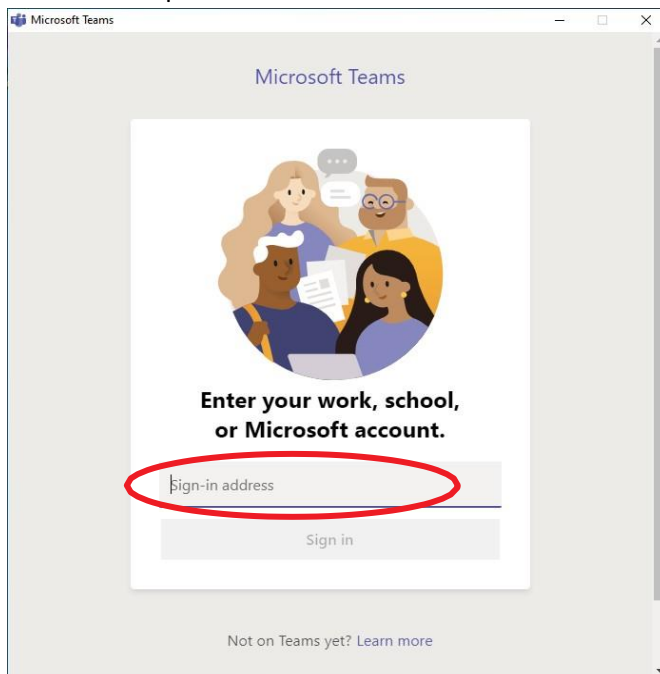 Microsoft Teams
Microsoft Teams
Enter your work, school,
or Microsoft account.
Sign-in address
Sign in
Not on Teams yet? Learn more